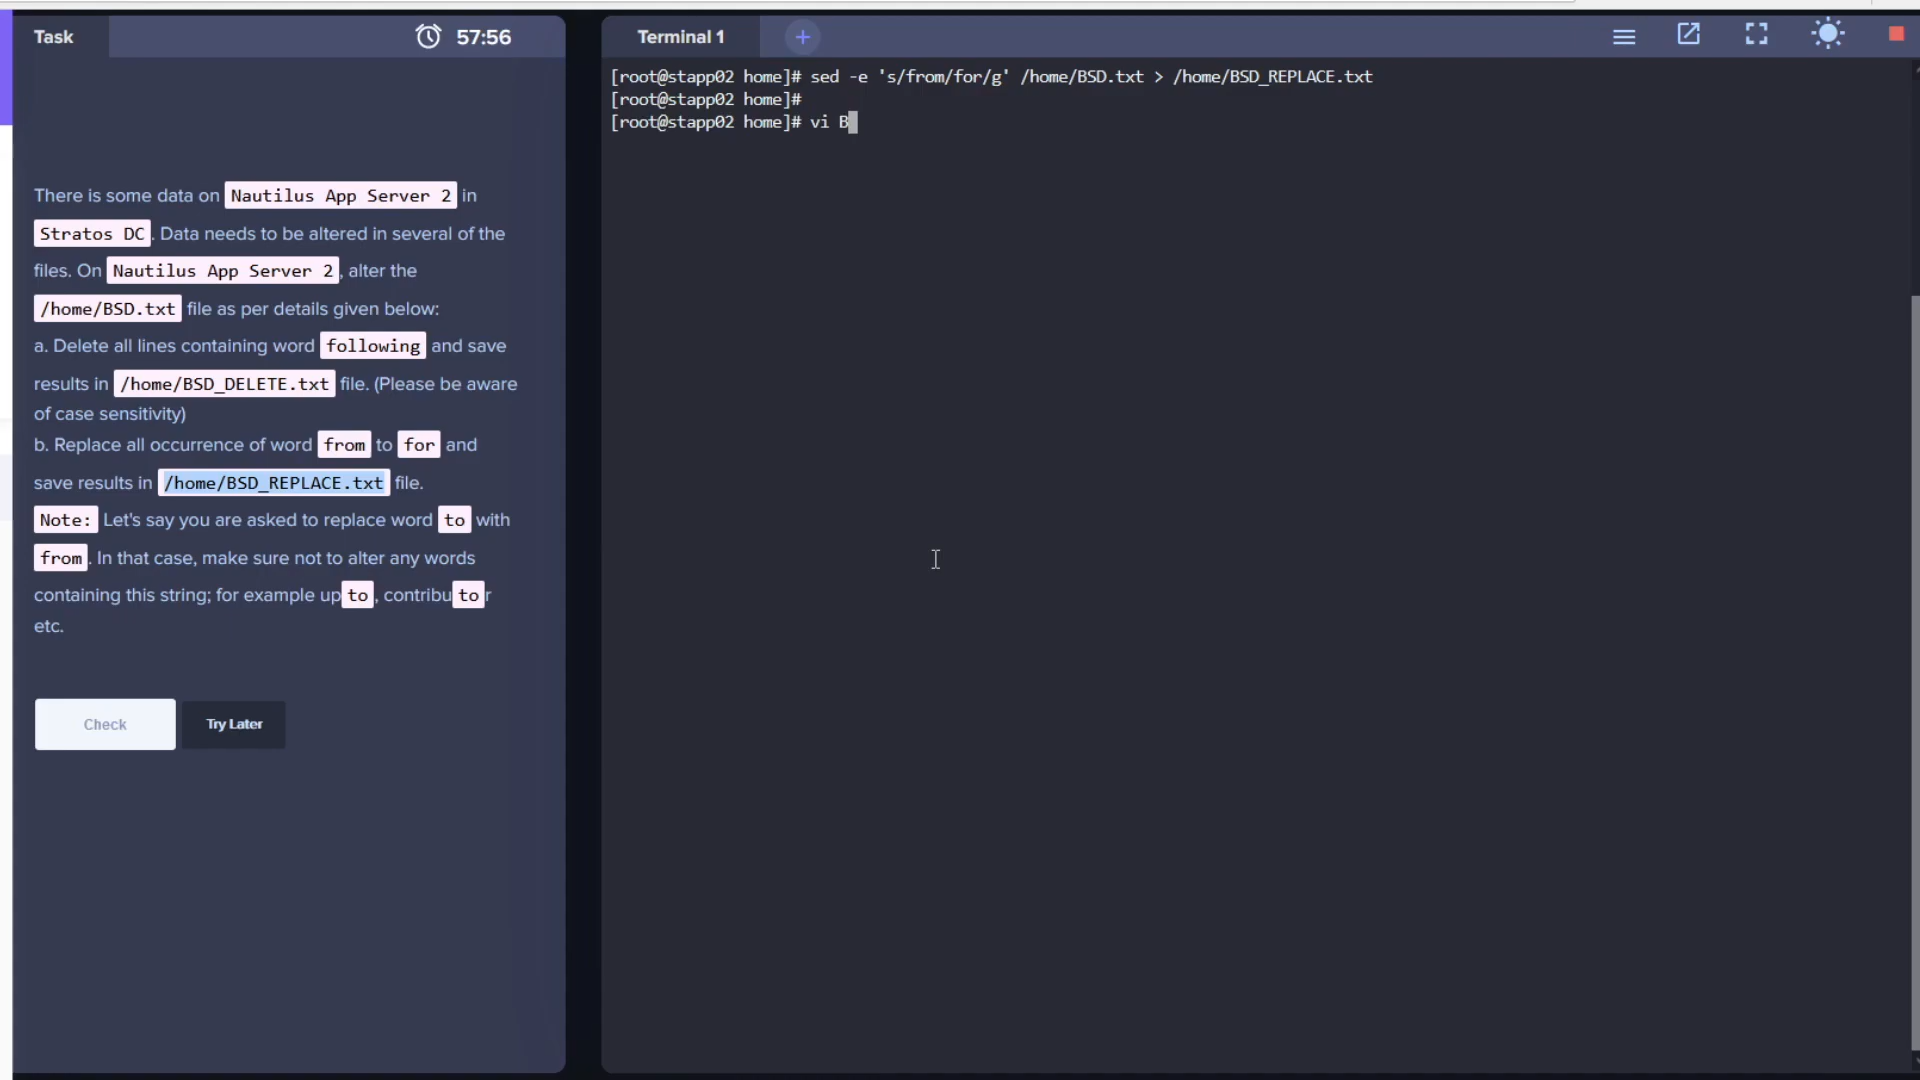 Task
57:56
There is some data on Nautilus App Server 2 in
Stratos DC. Data needs to be altered in several of the
files. On Nautilus App Server 2, alter the
/home/BSD.txt file as per details given below:
a. Delete all lines containing word following and save
results in /home/BSD_DELETE.txt file. (Please be aware
of case sensitivity)
b. Replace all occurrence of word from to for and
save results in /home/BSD_REPLACE.txt file.
Note: Let's say you are asked to replace word to with
from. In that case, make sure not to alter any words
containing this string; for example upto, contributor
etc.
Check
Try Later
Terminal 1
+
[root@stapp02 home]# sed -e 's/from/for/g' /home/BSD.txt > /home/BSD_REPLACE.txt
[root@stapp02 home]#
[root@stapp02 home]# vi B